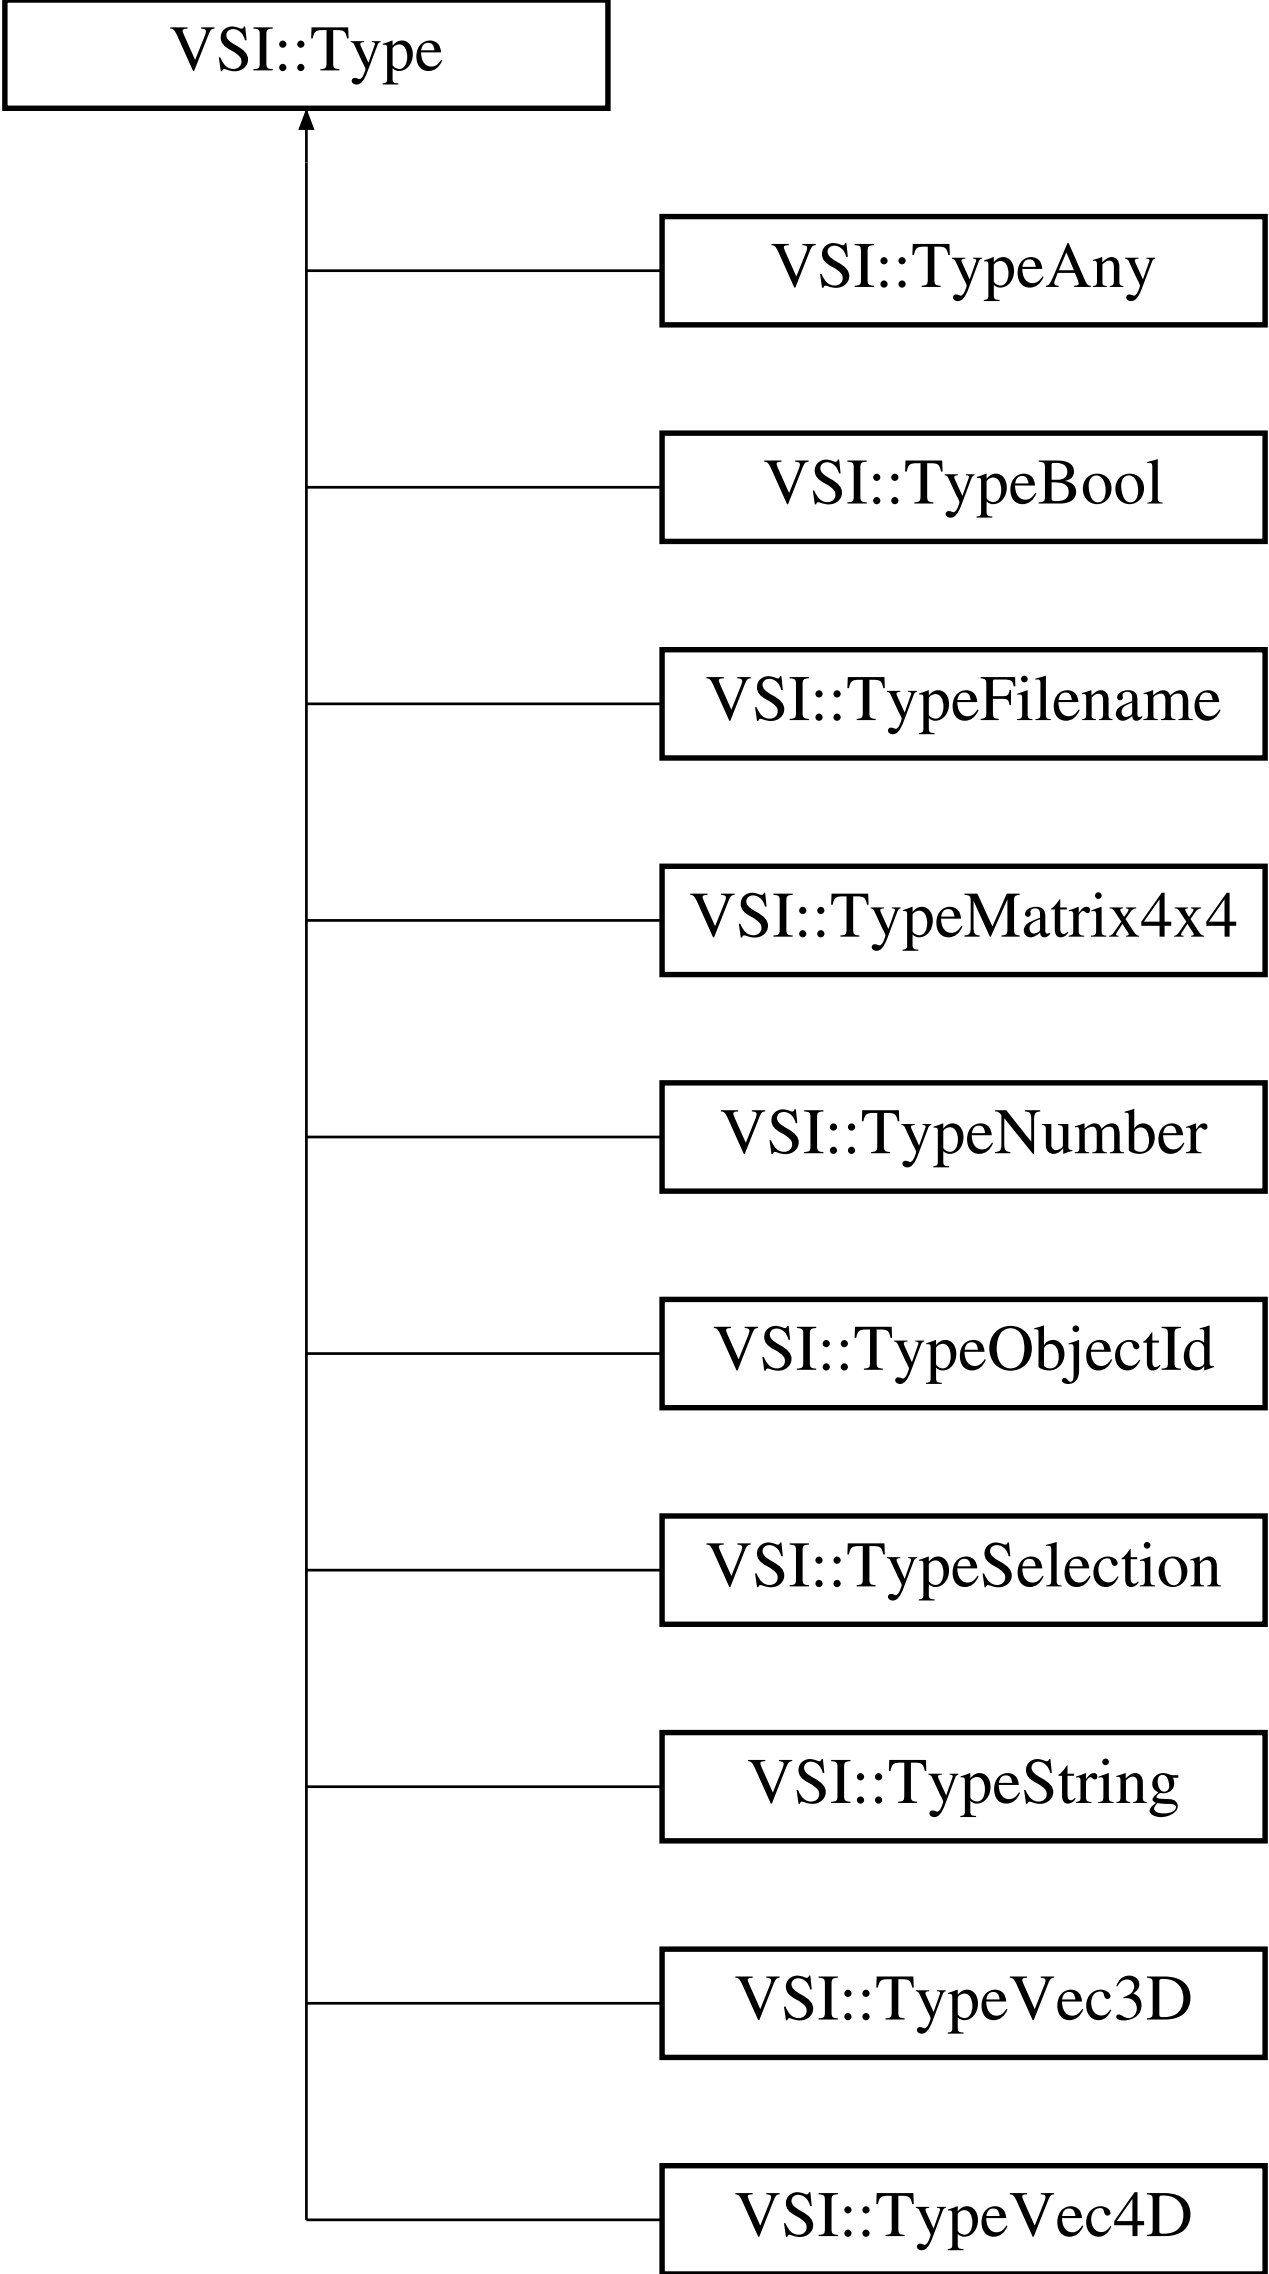 VSI::Type
VSI::TypeAny
VSI::TypeBool
VSI::TypeFilename
VSI::TypeMatrix4x4
VSI::TypeNumber
VSI::TypeObjectId
VSI::TypeSelection
VSI::TypeString
VSI::TypeVec3D
VSI::TypeVec4D